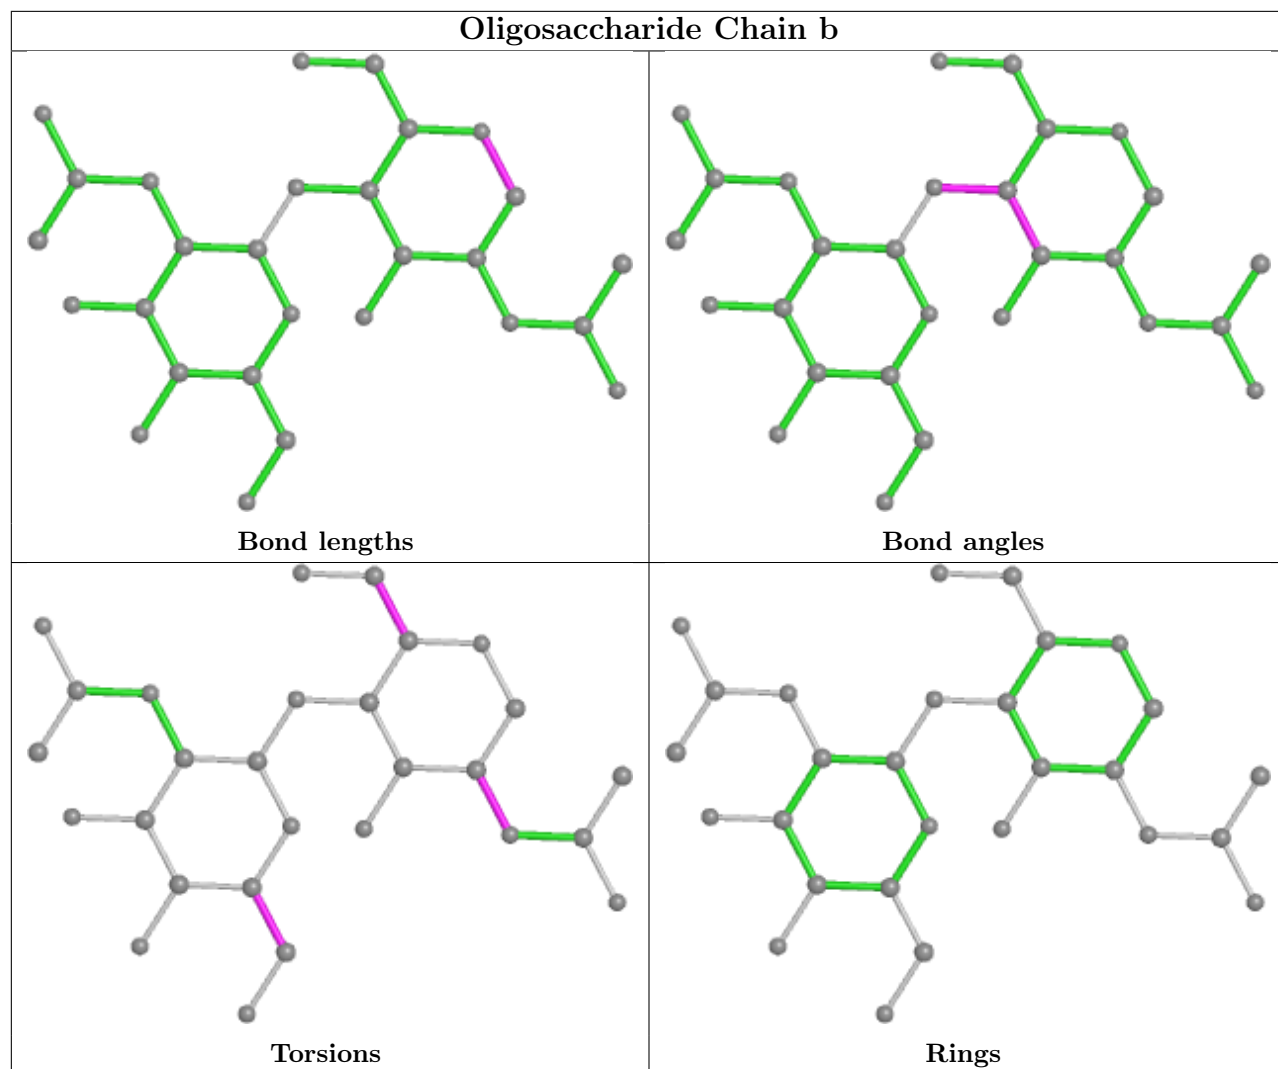 Oligosaccharide Chain b
Bond lengths
Bond angles
Torsions
Rings